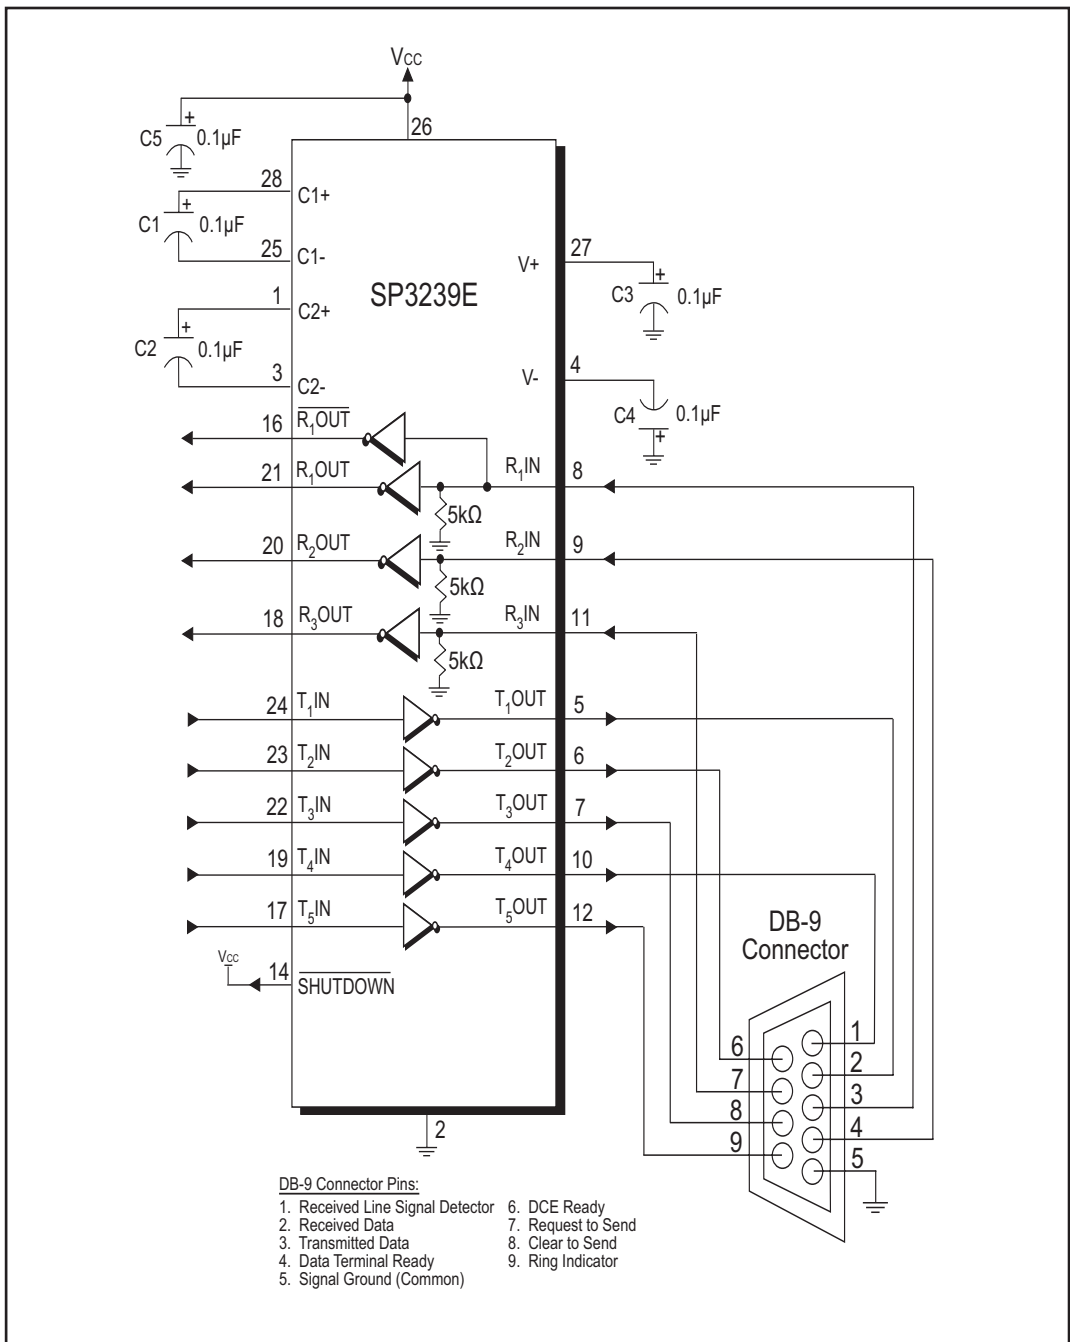 VCC
26
C5
+
0.1µF
28
C1+
C1
+
0.1µF
25
C1-
1
C2+
C2
+
0.1µF
3
C2-
SP3239E
V+
27
C3
+
0.1µF
V-
4
C4
0.1µF
+
16
R1OUT
21
R1OUT
R1IN
8
5kΩ
20
R2OUT
R2IN
9
5kΩ
18
R3OUT
R3IN
11
5kΩ
24
T1IN
T1OUT
5
23
T2IN
T2OUT
6
22
T3IN
T3OUT
7
19
T4IN
T4OUT
10
17
T5IN
T5OUT
12
VCC
14
SHUTDOWN
2
DB-9
Connector
6
7
8
9
1
2
3
4
5
DB-9 Connector Pins:
1. Received Line Signal Detector
2. Received Data
3. Transmitted Data
4. Data Terminal Ready
5. Signal Ground (Common)
6. DCE Ready
7. Request to Send
8. Clear to Send
9. Ring Indicator